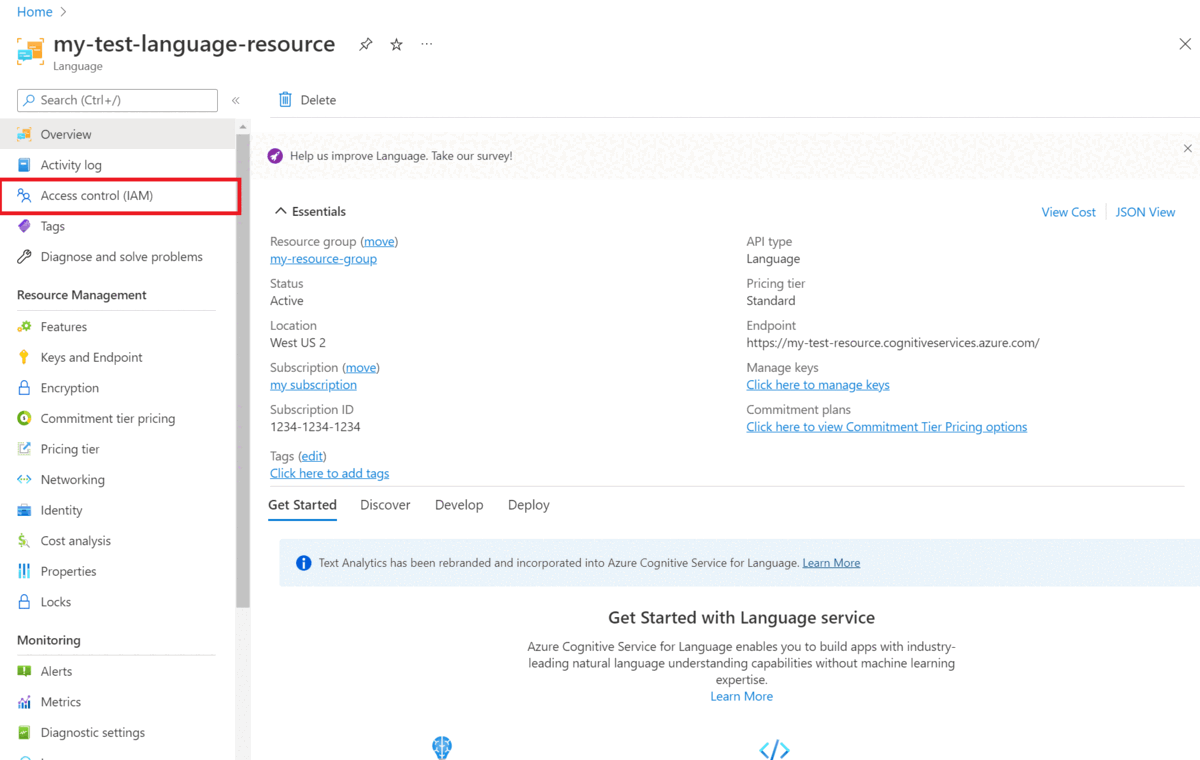 Home >
my-test-language-resource
Language
Search (Ctrl+/)
«
Delete
Overview
Activity log
Access control (IAM)
Tags
Diagnose and solve problems
Resource Management
Features
Keys and Endpoint
Encryption
Commitment tier pricing
Pricing tier
Networking
Identity
Cost analysis
Properties
Locks
Monitoring
Alerts
Metrics
Diagnostic settings
Help us improve Language. Take our survey!
Essentials
View Cost
JSON View
Resource group (move)
my-resource-group
Status
Active
Location
West US 2
Subscription (move)
my subscription
Subscription ID
1234-1234-1234
Tags (edit)
Click here to add tags
API type
Language
Pricing tier
Standard
Endpoint
https://my-test-resource.cognitiveservices.azure.com/
Manage keys
Click here to manage keys
Commitment plans
Click here to view Commitment Tier Pricing options
Get Started Discover Develop Deploy
Text Analytics has been rebranded and incorporated into Azure Cognitive Service for Language. Learn More
Get Started with Language service
Azure Cognitive Service for Language enables you to build apps with industry-
leading natural language understanding capabilities without machine learning
expertise.
Learn More